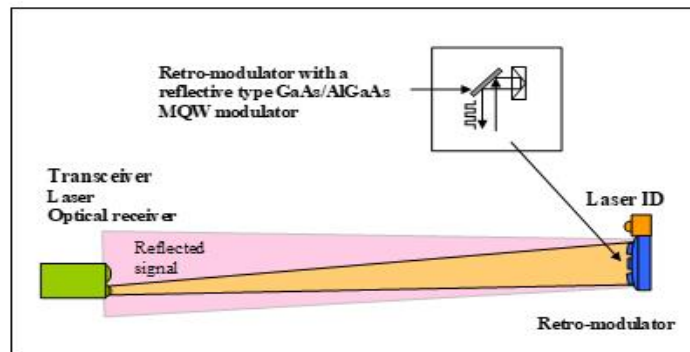 Retro-modulator with a
reflective type GaAs/AlGaAs
MQW modulator
Transceiver
Laser
Optical receiver
Laser ID
Reflected
signal
Retro-modulator